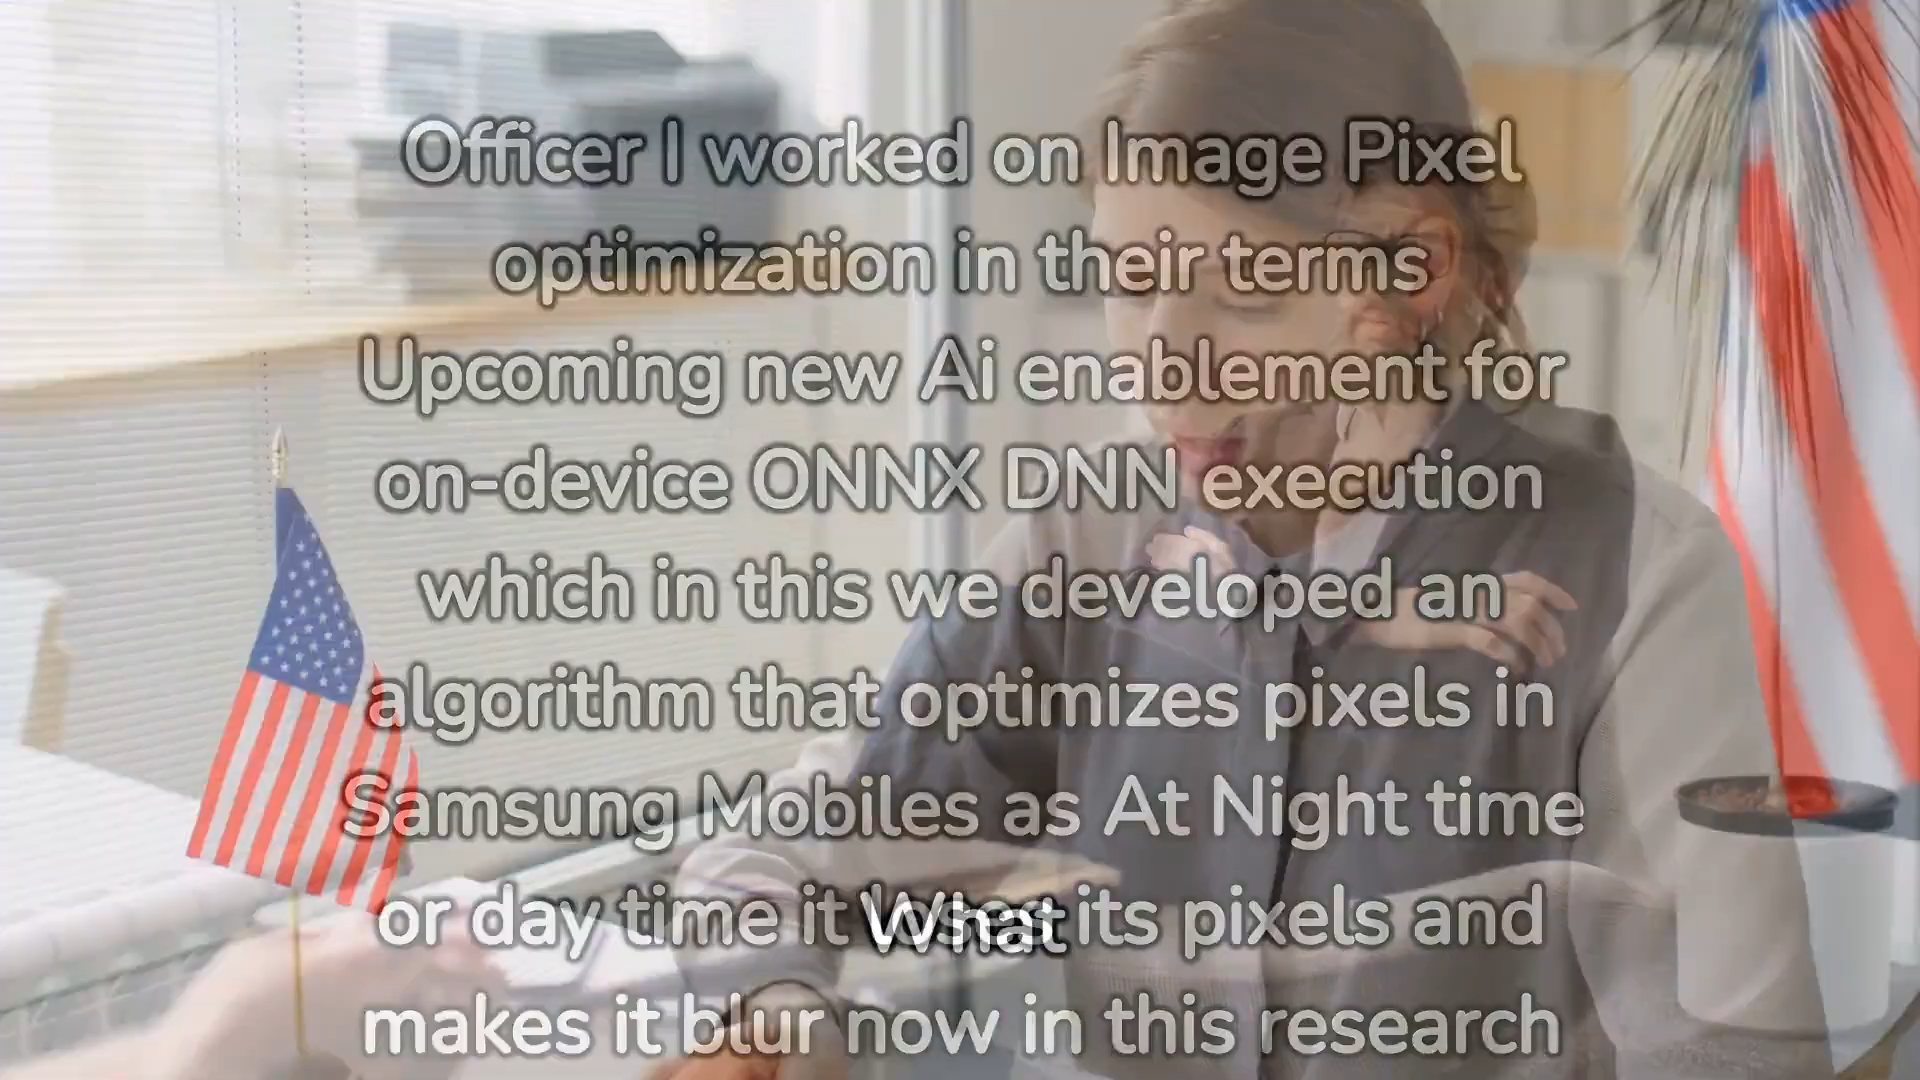 Officer I worked on Image Pixel
optimization in their terms
Upcoming new Ai enablement for
on-device ONNX DNN execution
which in this we developed an
algorithm that optimizes pixels in
Samsung Mobiles as At Night time
or day time it What its pixels and
makes it blur now in this research